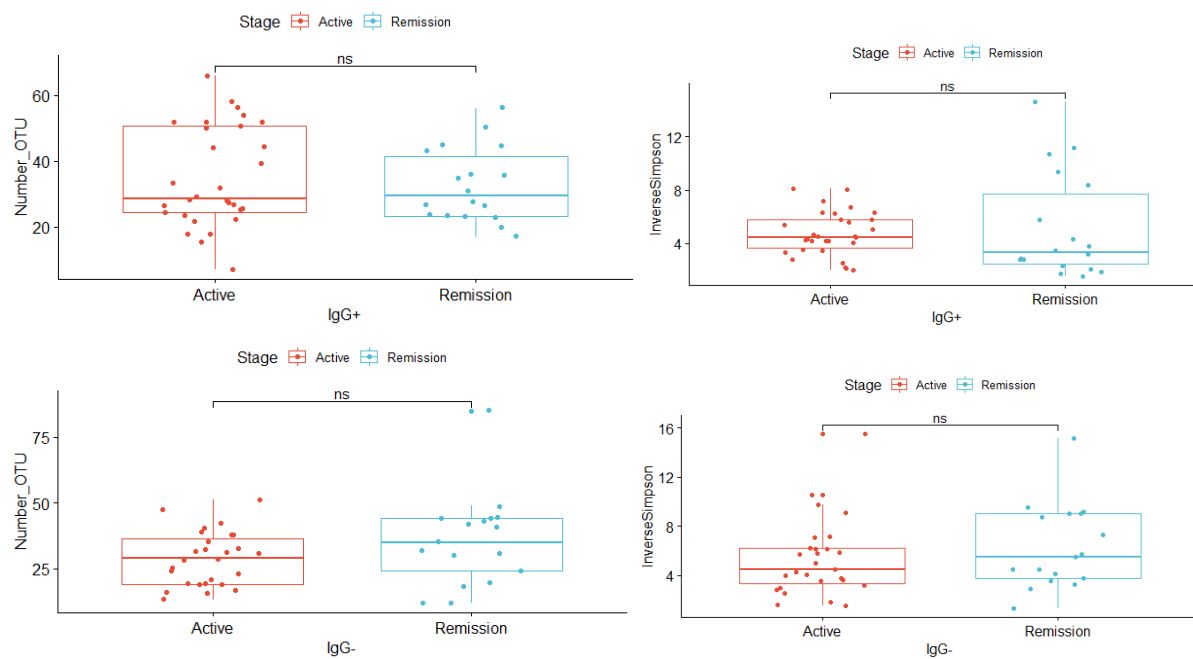 Stage Active Remission
ns
Number_OTU
60
40
20
Active Remission
IgG+
Stage Active Remission
ns
InverseSimpson
12
8
4
Active Remission
IgG+
Stage Active Remission
ns
Number_OTU
75
50
25
Active Remission
IgG-
Stage Active Remission
ns
InverseSimpson
16
12
8
4
Active Remission
IgG-